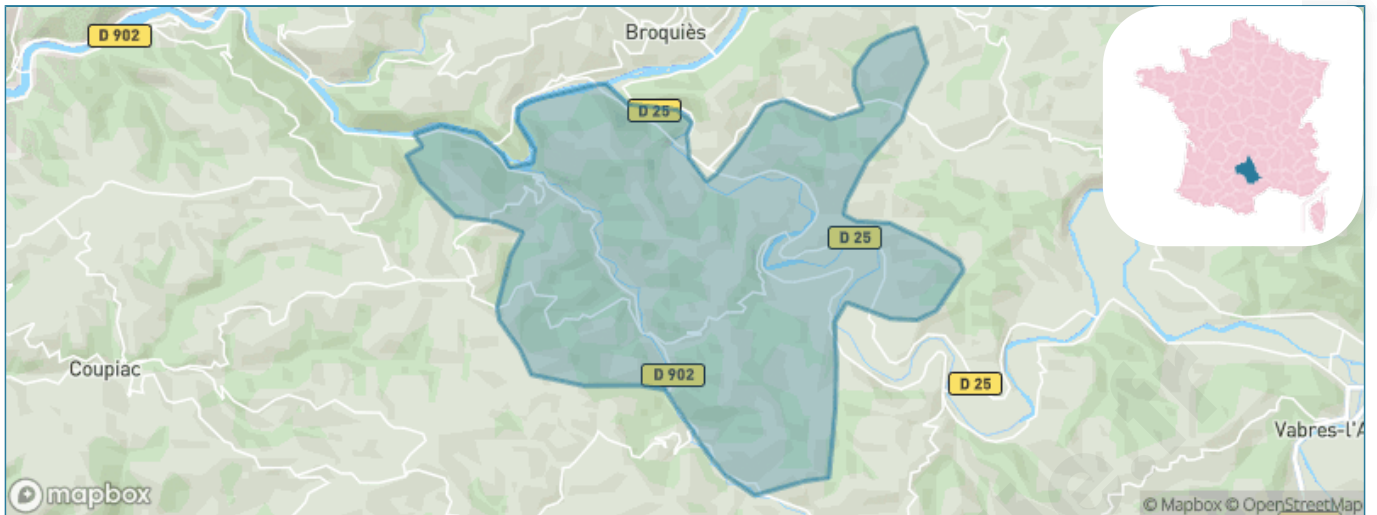 D 902
Broquiès
D 25
D 25
Coupiac
D 902
D 25
Vabres-l'A
mapbox
© Mapbox © OpenStreetMap